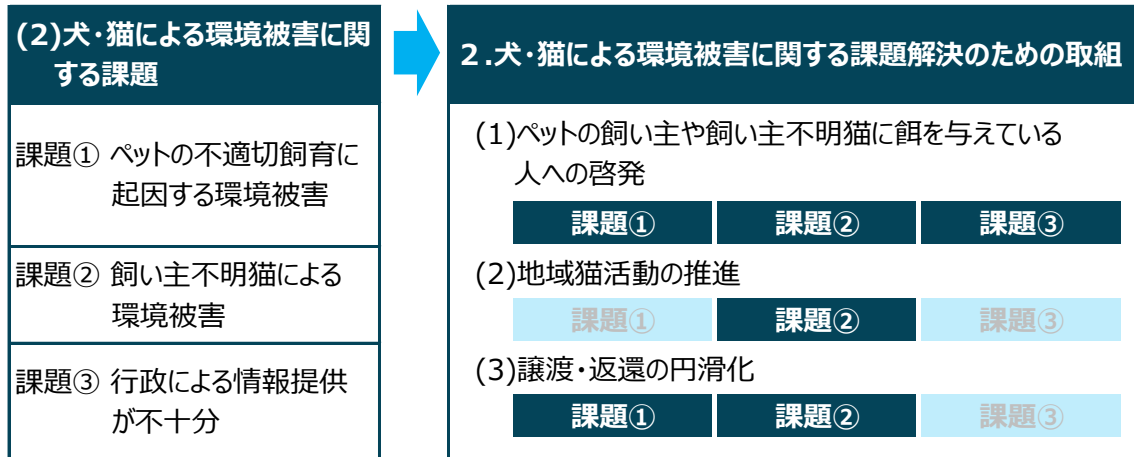 (2)犬・猫による環境被害に関
する課題
課題① ペットの不適切飼育に
起因する環境被害
課題② 飼い主不明猫による
環境被害
課題③ 行政による情報提供
が不十分
２.犬・猫による環境被害に関する課題解決のための取組
(1)ペットの飼い主や飼い主不明猫に餌を与えている
人への啓発
課題① 課題② 課題③
(2)地域猫活動の推進
課題① 課題② 課題③
(3)譲渡・返還の円滑化
課題① 課題② 課題③